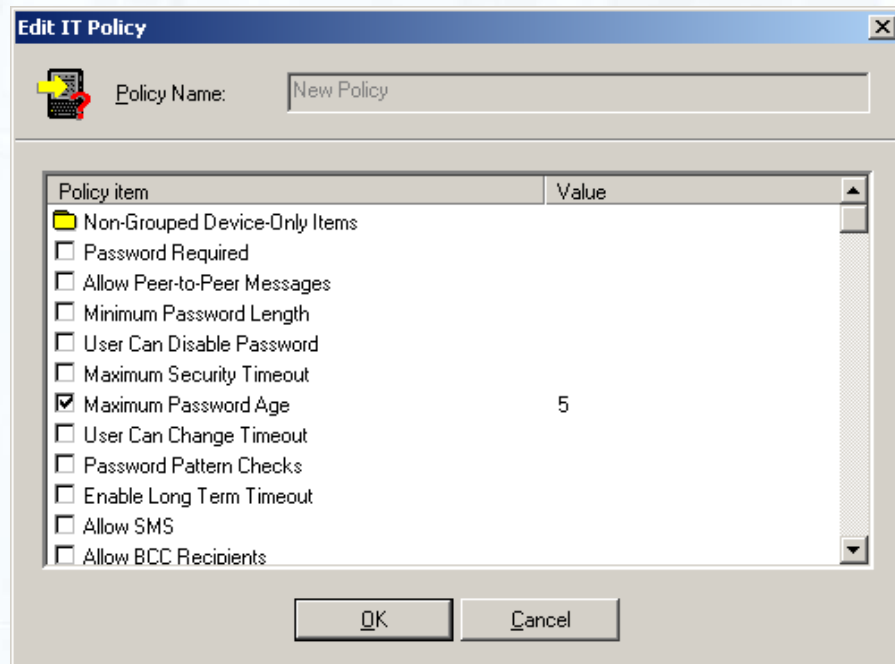 Edit IT Policy
Policy Name: New Policy
Policy item Value
Non-Grouped Device-Only Items
Password Required
Allow Peer-to-Peer Messages
Minimum Password Length
User Can Disable Password
Maximum Security Timeout
Maximum Password Age 5
User Can Change Timeout
Password Pattern Checks
Enable Long Term Timeout
Allow SMS
Allow BCC Recipients
OK Cancel